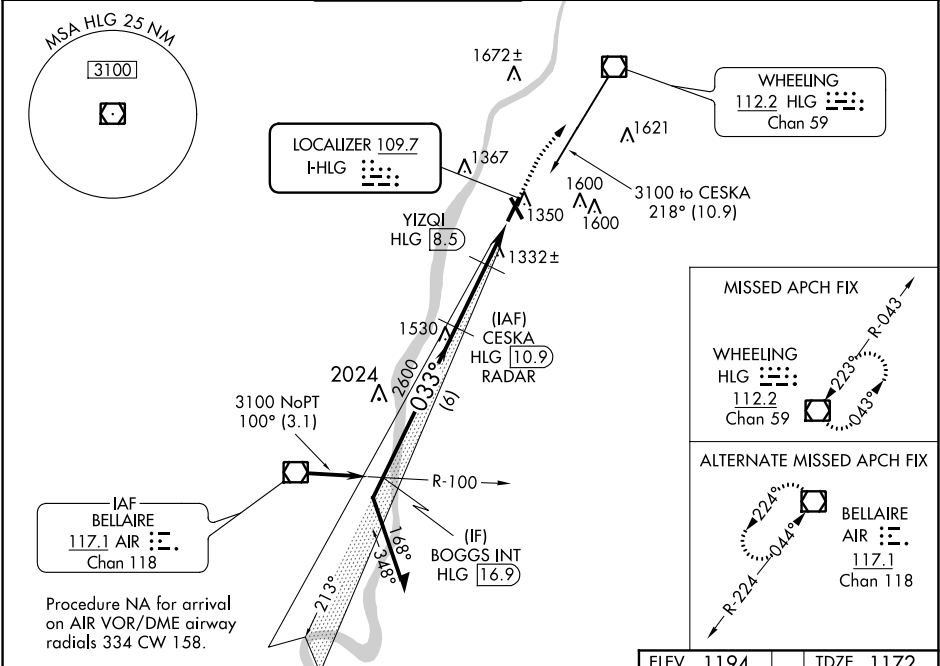 MSA HLG 25 NM
3100
1672±
WHEELING
112.2 HLG
Chan 59
1621
LOCALIZER 109.7
I-HLG
1367
1600
1600
1350
3100 to CESKA
218° (10.9)
YIZQI
HLG 8.5
1332±
1530
(IAF)
CESKA
HLG 10.9
RADAR
2024
2600
033°
(6)
3100 NoPT
100° (3.1)
R-100
IAF
BELLAIRE
117.1 AIR
Chan 118
168°
348°
213°
(IF)
BOGGS INT
HLG 16.9
Procedure NA for arrival
on AIR VOR/DME airway
radials 334 CW 158.
MISSED APCH FIX
R-043
WHEELING
HLG
112.2
Chan 59
223°
043°
ALTERNATE MISSED APCH FIX
224°
044°
R-224
BELLAIRE
AIR
117.1
Chan 118
ELEV 1194
TDZE 1172